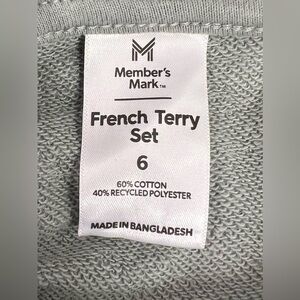 M
Member's
Mark™
French Terry
Set
6
60% COTTON
40% RECYCLED POLYESTER
MADE IN BANGLADESH